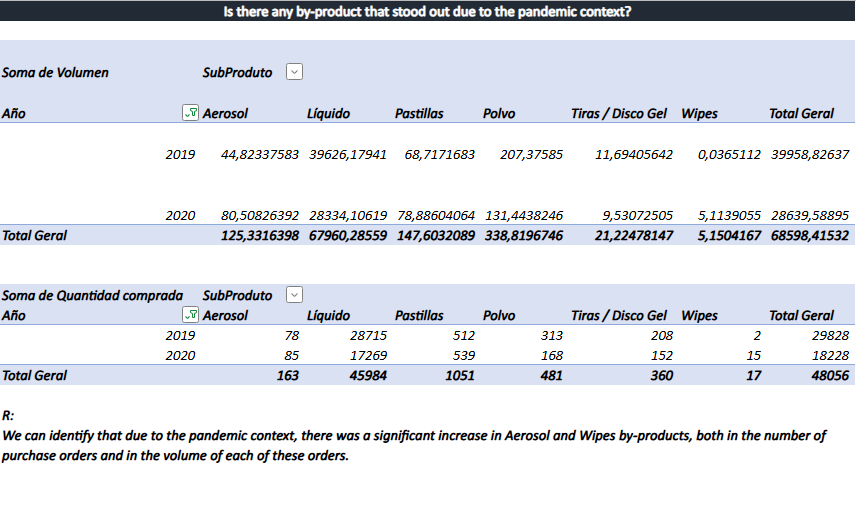 Is there any by-product that stood out due to the pandemic context?
Soma de Volumen SubProduto
Año Aerosol Líquido Pastillas Polvo Tiras / Disco Gel Wipes Total Geral
2019 44,82337583 39626,17941 68,7171683 207,37585 11,69405642 0,0365112 39958,82637
2020 80,50826392 28334,10619 78,88604064 131,4438246 9,53072505 5,1139055 28639,58895
Total Geral 125,3316398 67960,28559 147,6032089 338,8196746 21,22478147 5,1504167 68598,41532
Soma de Quantidad comprada SubProduto
Año Aerosol Líquido Pastillas Polvo Tiras / Disco Gel Wipes Total Geral
2019 78 28715 512 313 208 2 29828
2020 85 17269 539 168 152 15 18228
Total Geral 163 45984 1051 481 360 17 48056
R:
We can identify that due to the pandemic context, there was a significant increase in Aerosol and Wipes by-products, both in the number of
purchase orders and in the volume of each of these orders.